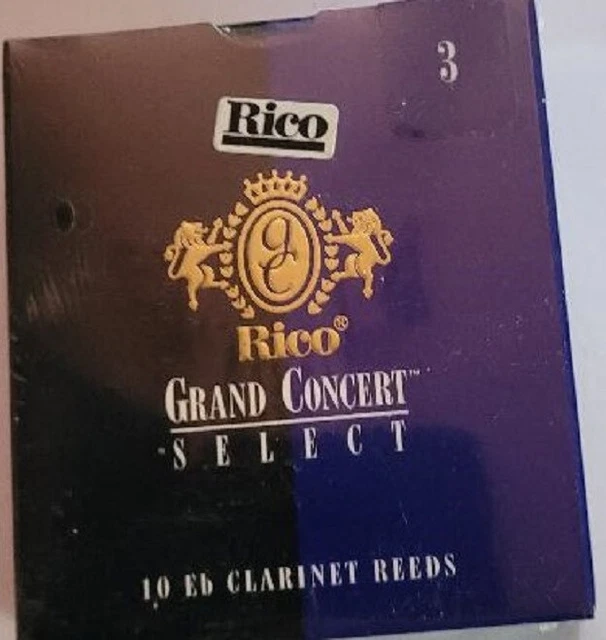 3
Rico
GC
Rico®
GRAND CONCERT™
SELECT
10 Eb CLARINET REEDS